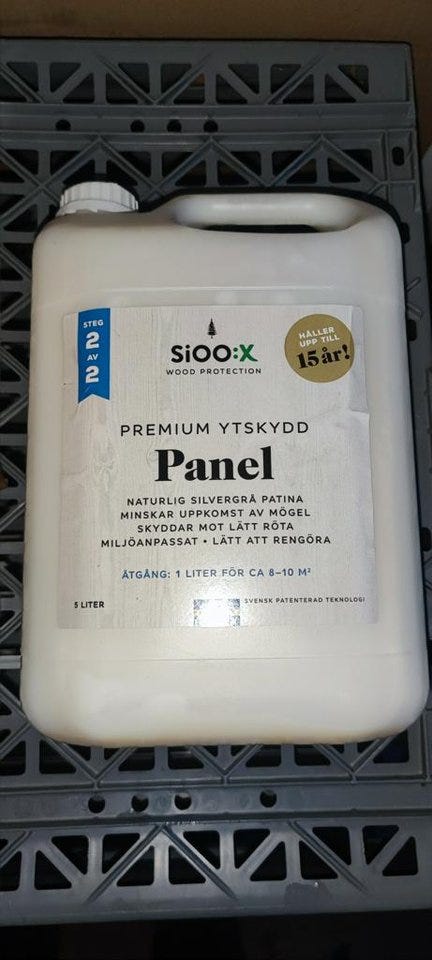 STEG
2
AV
2
SiOO:X
WOOD PROTECTION
HÅLLER
UPP TILL
15 år!
PREMIUM YTSKYDD
Panel
NATURLIG SILVERGRÅ PATINA
MINSKAR UPPKOMST AV MÖGEL
SKYDDAR MOT LÄTT RÖTA
MILJÖANPASSAT • LÄTT ATT RENGÖRA
ÅTGÅNG: 1 LITER FÖR CA 8–10 M²
5 LITER
SVENSK PATENTERAD TEKNOLOGI